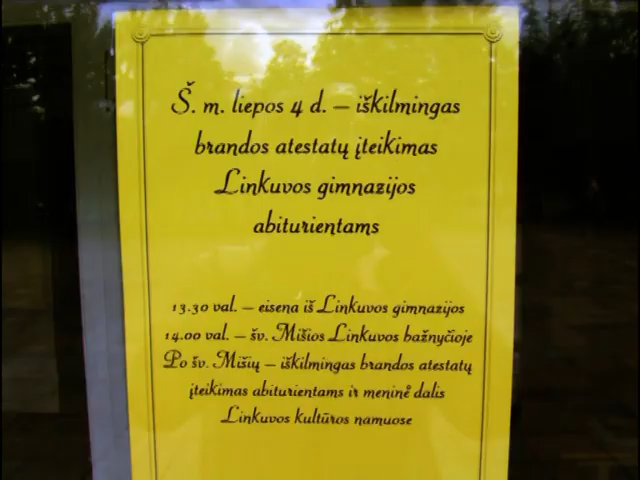 Š. m. liepos 4 d. – iškilmingas
brandos atestatų įteikimas
Linkuvos gimnazijos
abiturientams
13.30 val. – eisena iš Linkuvos gimnazijos
14.00 val. – šv. Mišios Linkuvos bažnyčioje
Po šv. Mišių – iškilmingas brandos atestatų
įteikimas abiturientams ir meninė dalis
Linkuvos kultūros namuose